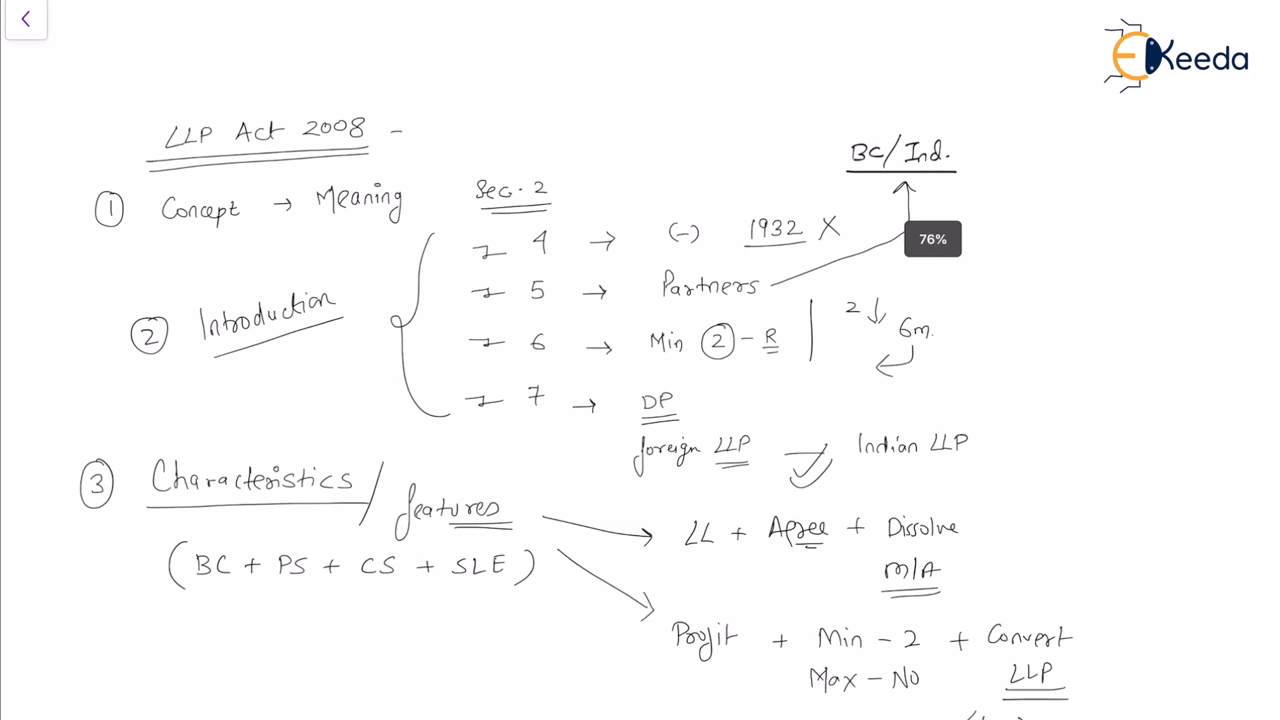 EKeeda
LLP Act 2008 -
BC/Ind.
① Concept → Meaning Sec. 2
4 → (-) 1932 X
76%
② Introduction
5 → Partners
6 → Min ② - R 2 ↓ 6m.
7 → DP
foreign LLP Indian LLP
③ Characteristics / features
LL + Agree + Dissolve
M/A
(BC + PS + CS + SLE)
Profit + Min - 2 + Convert
Max - No LLP